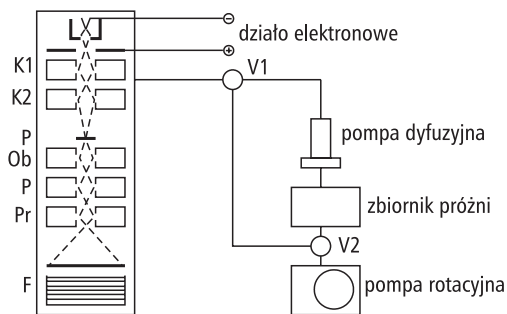 ⊖
działo elektronowe
⊕
K1
V1
K2
P
pompa dyfuzyjna
Ob
P
zbiornik próżni
Pr
V2
F
pompa rotacyjna